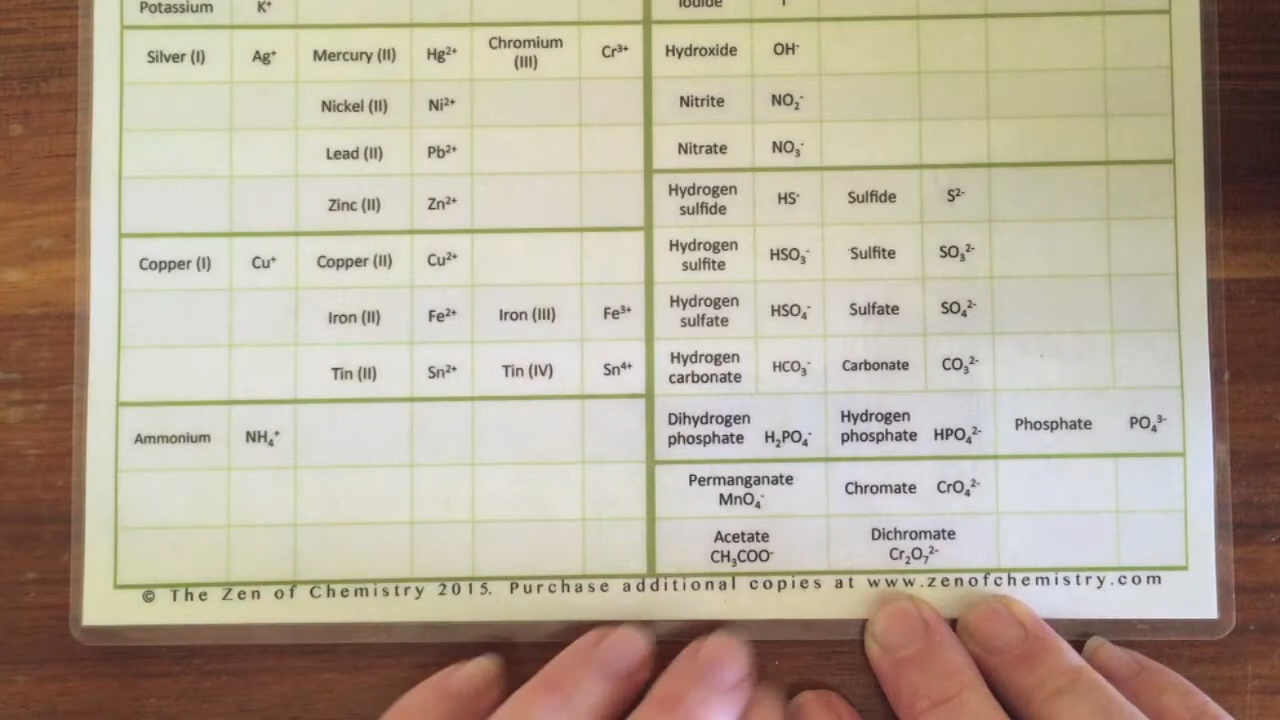 Potassium K⁺ Iodide I⁻
Silver (I) Ag⁺ Mercury (II) Hg²⁺ Chromium (III) Cr³⁺ Hydroxide OH⁻
Nickel (II) Ni²⁺ Nitrite NO₂⁻
Lead (II) Pb²⁺ Nitrate NO₃⁻
Zinc (II) Zn²⁺ Hydrogen sulfide HS⁻ Sulfide S²⁻
Copper (I) Cu⁺ Copper (II) Cu²⁺ Hydrogen sulfite HSO₃⁻ Sulfite SO₃²⁻
Iron (II) Fe²⁺ Iron (III) Fe³⁺ Hydrogen sulfate HSO₄⁻ Sulfate SO₄²⁻
Tin (II) Sn²⁺ Tin (IV) Sn⁴⁺ Hydrogen carbonate HCO₃⁻ Carbonate CO₃²⁻
Ammonium NH₄⁺ Dihydrogen phosphate H₂PO₄⁻ Hydrogen phosphate HPO₄²⁻ Phosphate PO₄³⁻
Permanganate MnO₄⁻ Chromate CrO₄²⁻
Acetate CH₃COO⁻ Dichromate Cr₂O₇²⁻
© The Zen of Chemistry 2015. Purchase additional copies at www.zenofchemistry.com